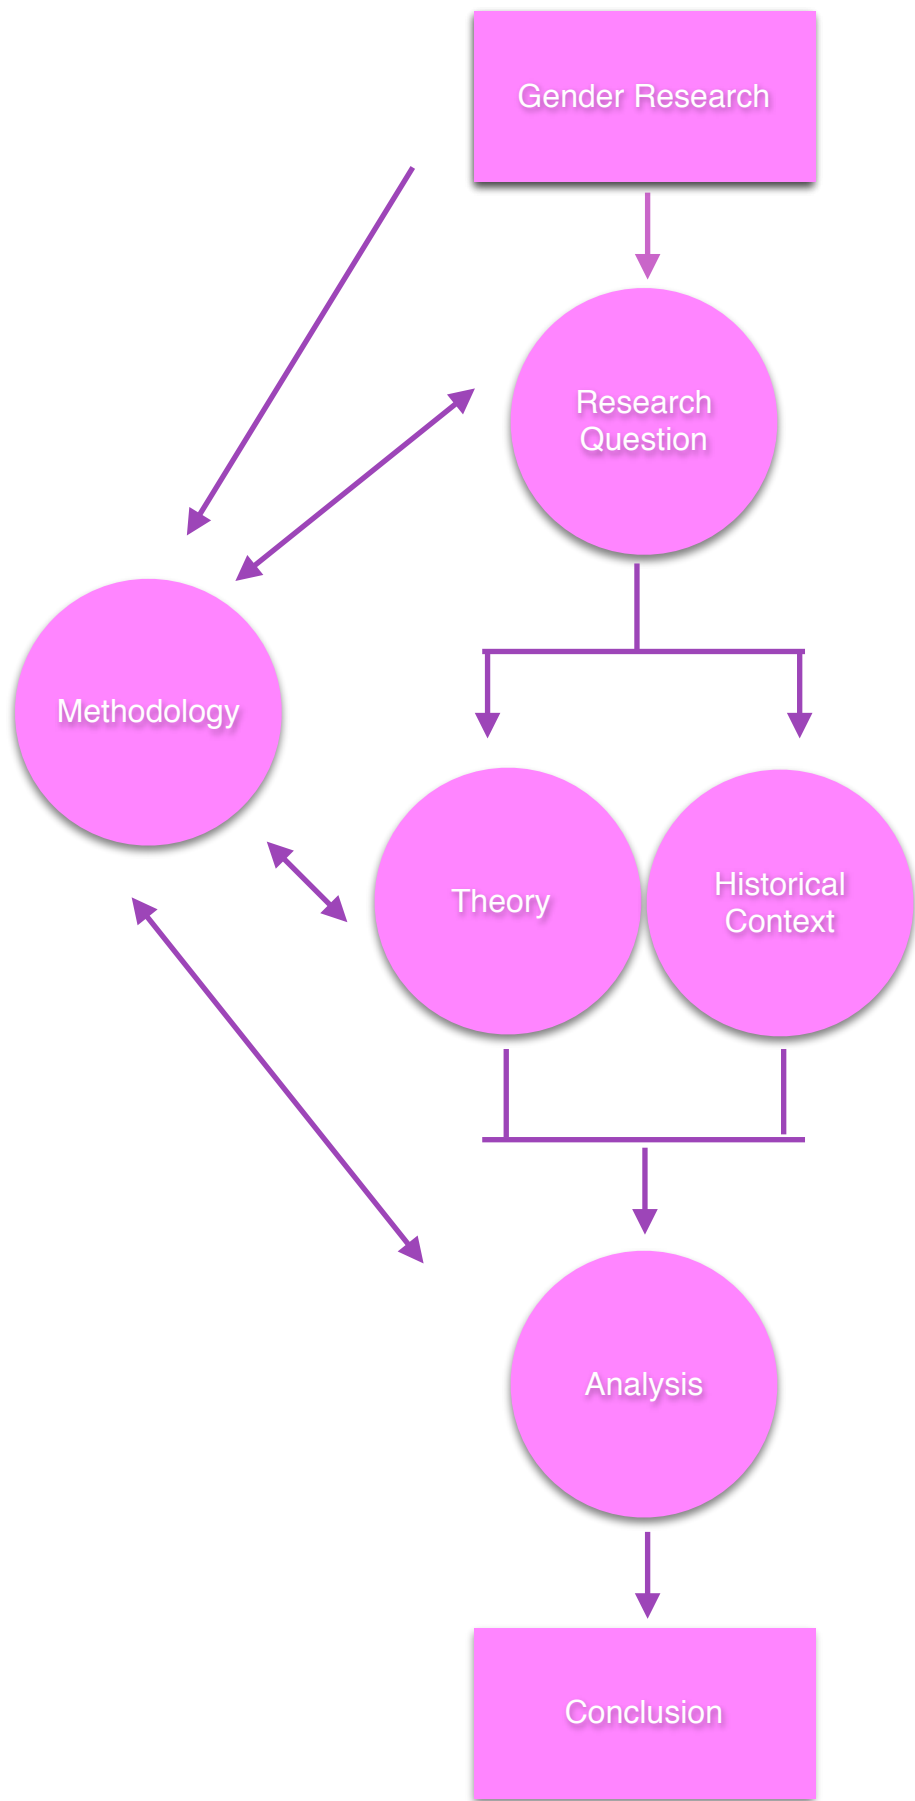 Gender Research
Research
Question
Methodology
Theory
Historical
Context
Analysis
Conclusion